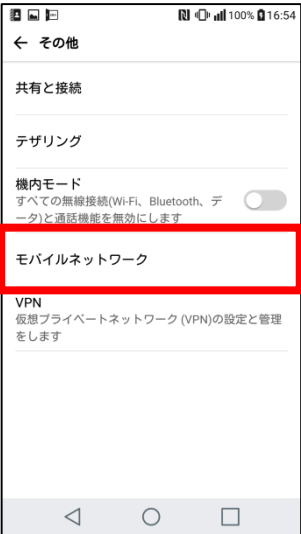 100% 16:54
← その他
共有と接続
テザリング
機内モード
すべての無線接続(Wi-Fi、Bluetooth、デ
ータ)と通話機能を無効にします
モバイルネットワーク
VPN
仮想プライベートネットワーク (VPN)の設定と管理
をします